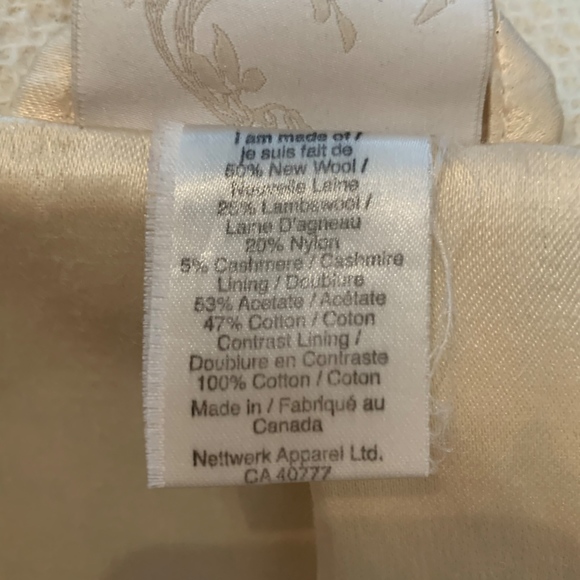 I am made of /
je suis fait de
50% New Wool /
Nouvelle Laine
25% Lambswool /
Laine D'agneau
20% Nylon
5% Cashmere / Cashmire
Lining / Doublure
53% Acetate / Acétate
47% Cotton / Coton
Contrast Lining /
Doublure en Contraste
100% Cotton / Coton
Made in / Fabriqué au
Canada
Nettwerk Apparel Ltd.
CA 40777